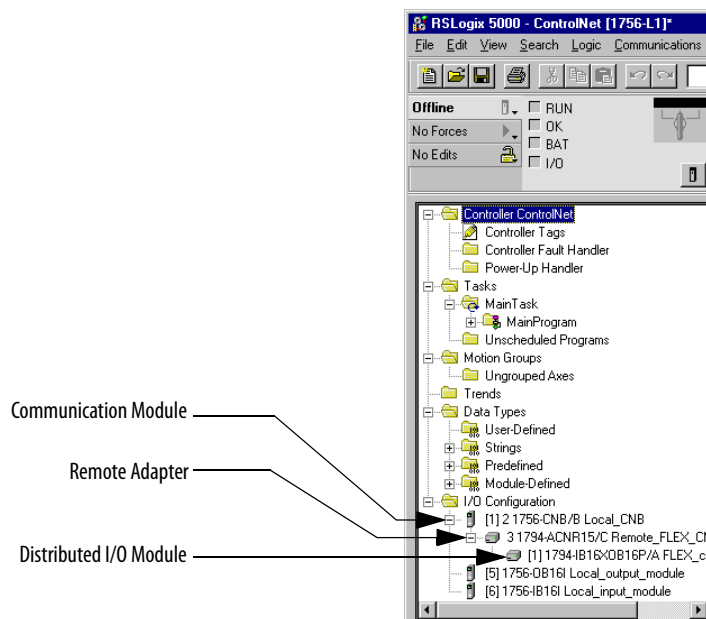 RSLogix 5000 - ControlNet [1756-L1]*
File Edit View Search Logic Communications
Offline
RUN
No Forces
OK
BAT
No Edits
I/O
Controller ControlNet
Controller Tags
Controller Fault Handler
Power-Up Handler
Tasks
MainTask
MainProgram
Unscheduled Programs
Motion Groups
Ungrouped Axes
Trends
Communication Module
Data Types
User-Defined
Strings
Remote Adapter
Predefined
Module-Defined
I/O Configuration
[1] 2 1756-CNB/B Local_CNB
3 1794-ACNR15/C Remote_FLEX_CN
Distributed I/O Module
[1] 1794-IB16XOB16P/A FLEX_c
[5] 1756-OB16I Local_output_module
[6] 1756-IB16I Local_input_module